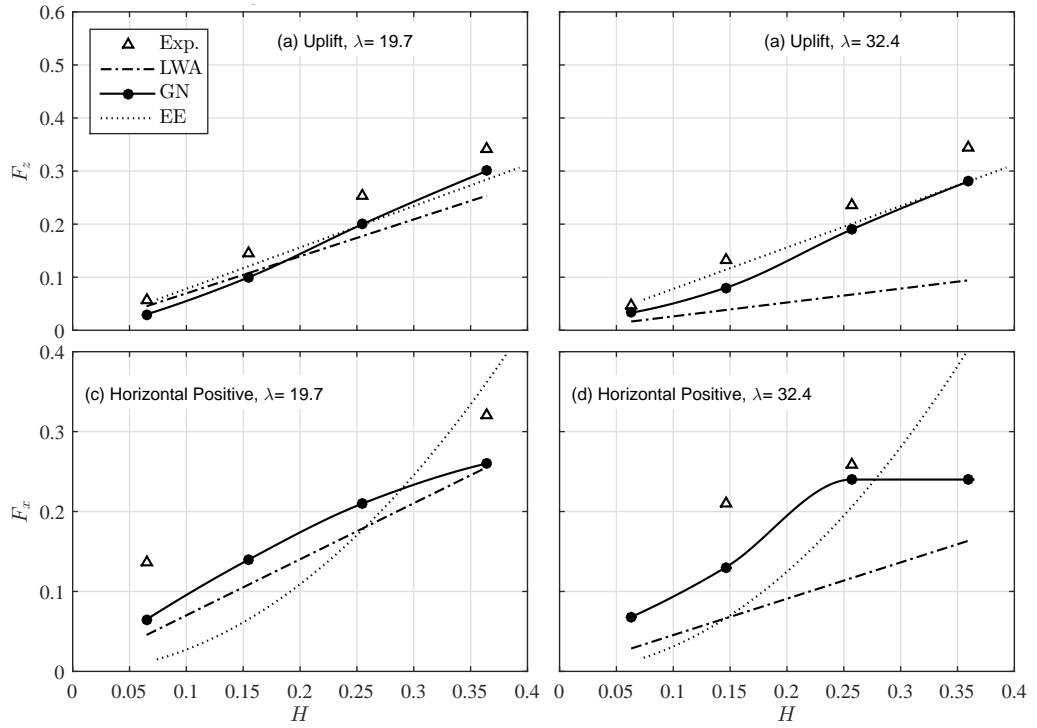 0.6
0.5
0.4
0.3
0.2
0.1
0
F_z
Exp.
LWA
GN
EE
(a) Uplift, λ= 19.7
(a) Uplift, λ= 32.4
0.4
0.3
0.2
0.1
0
F_x
(c) Horizontal Positive, λ= 19.7
(d) Horizontal Positive, λ= 32.4
0 0.05 0.1 0.15 0.2 0.25 0.3 0.35 0.4
H
0 0.05 0.1 0.15 0.2 0.25 0.3 0.35 0.4
H